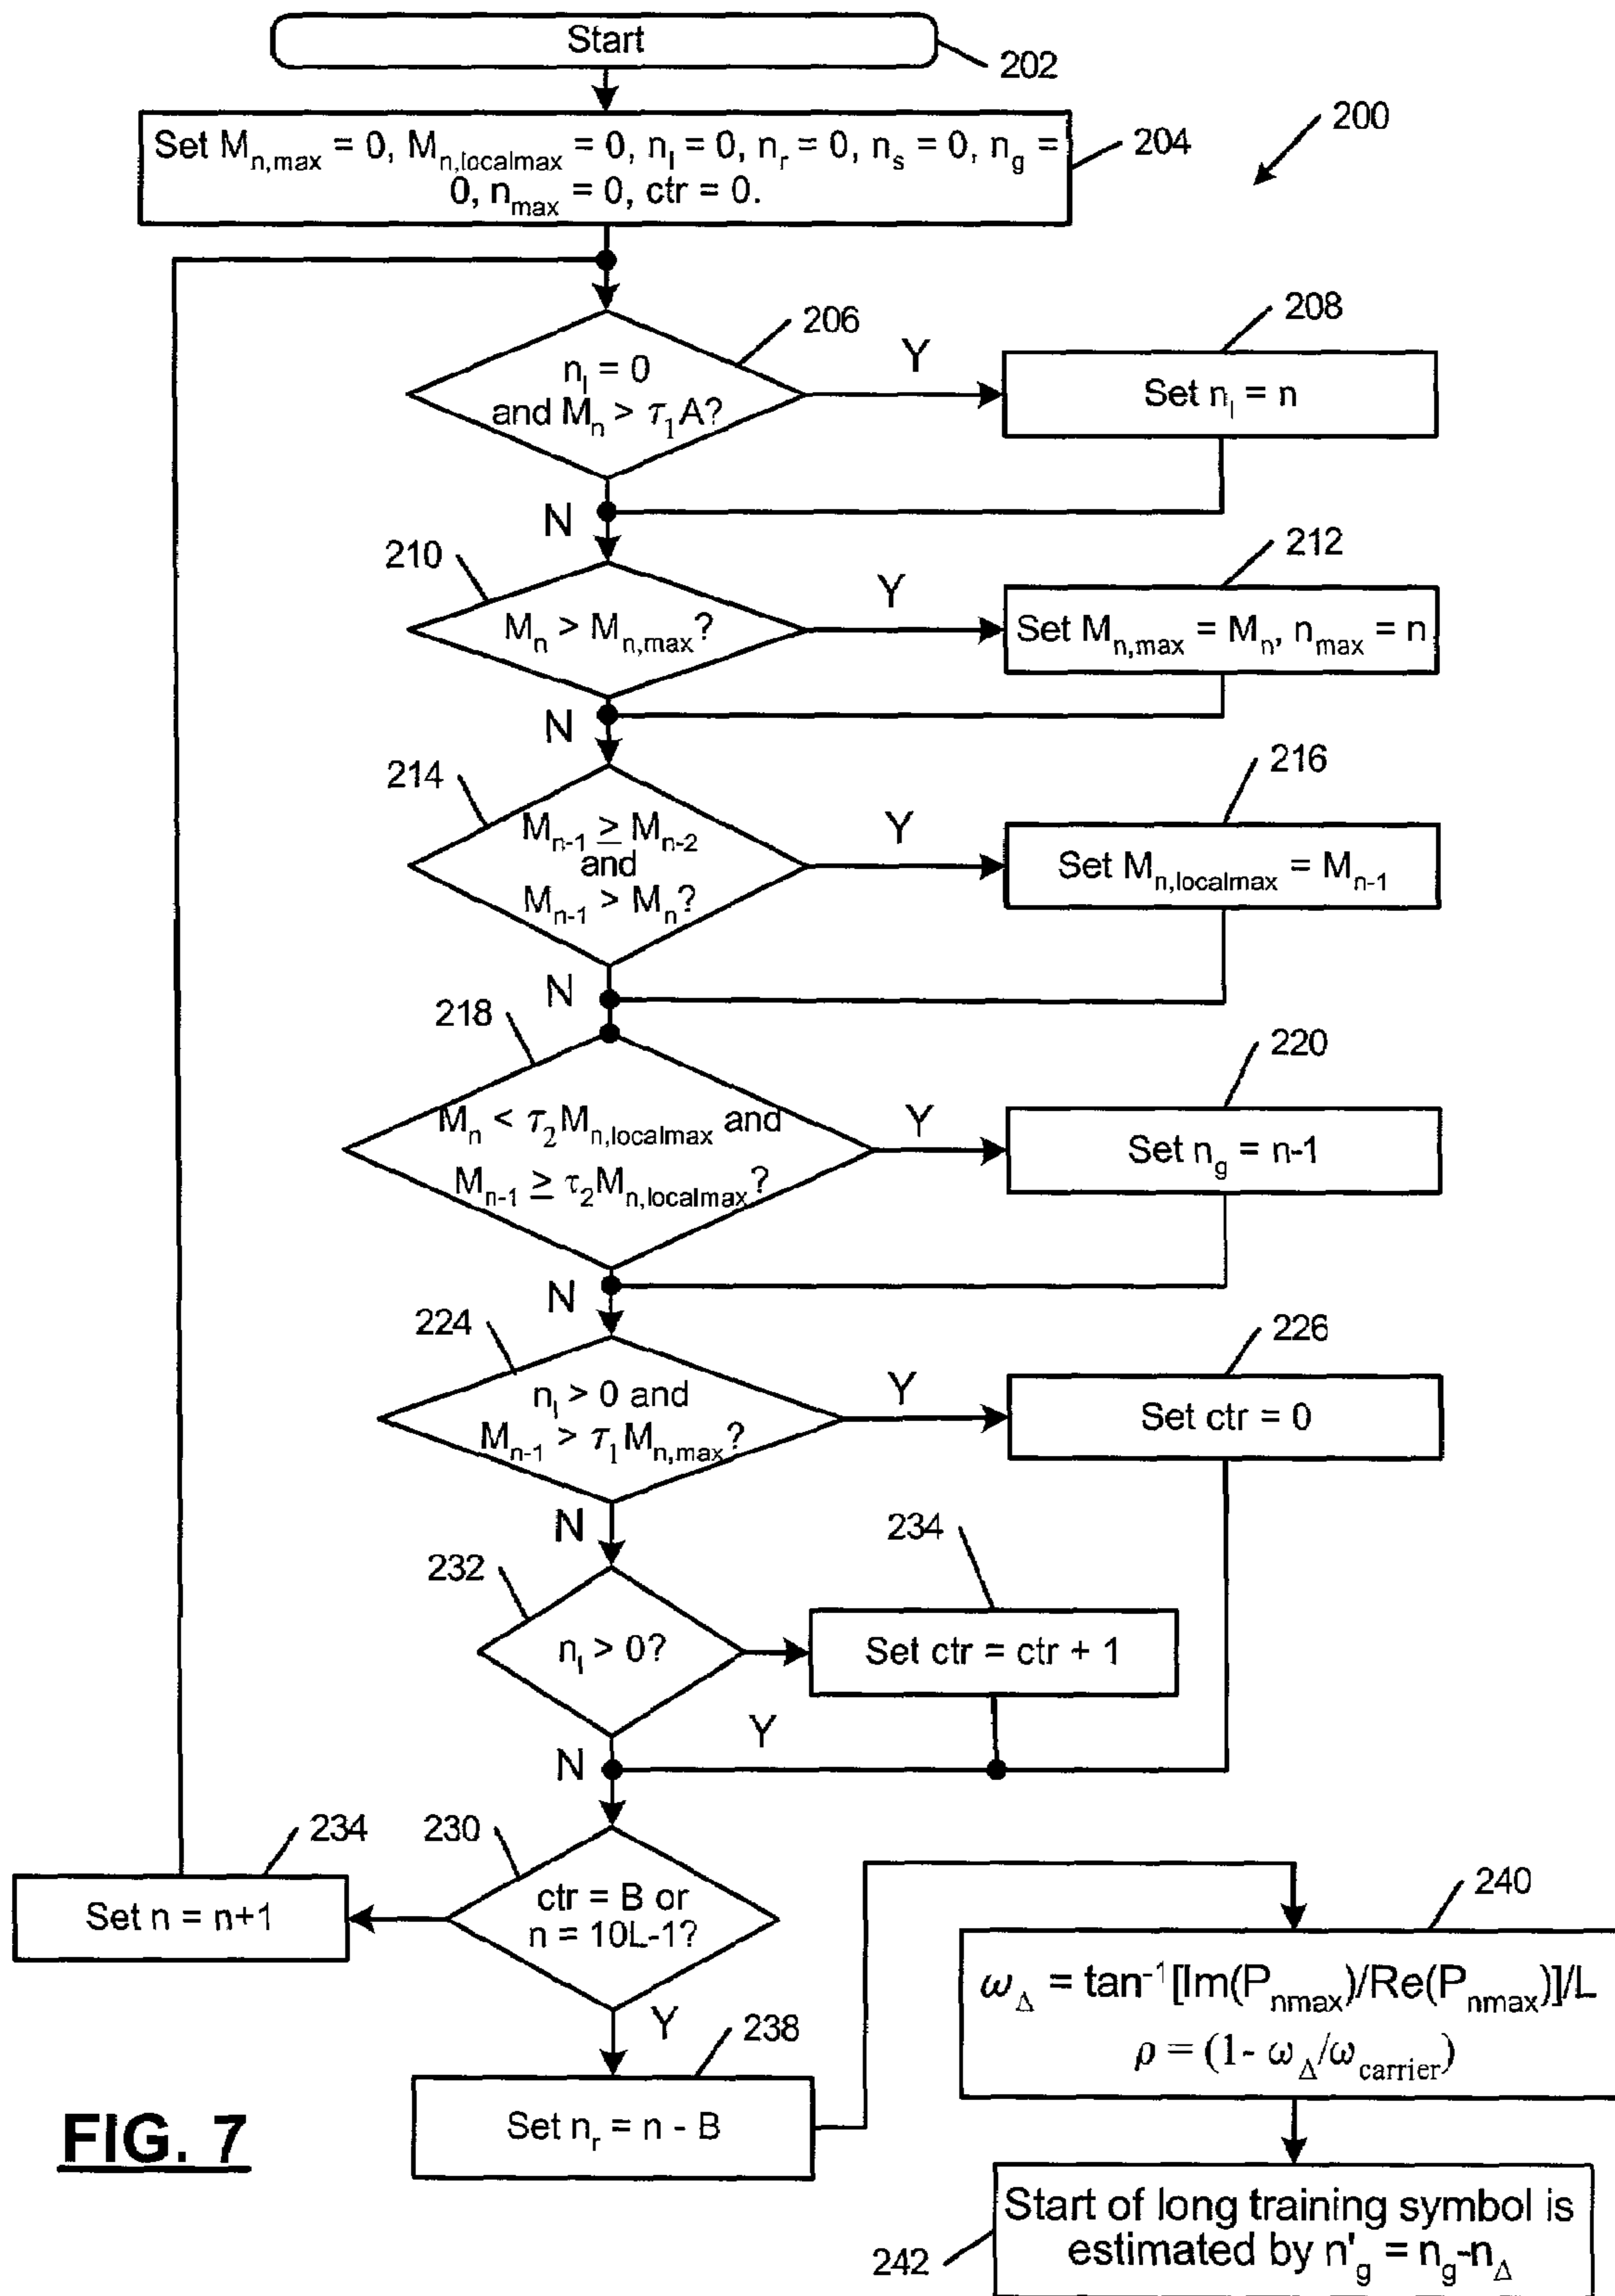 Start
202
200
Set Mn,max = 0, Mn,localmax = 0, nl = 0, nr = 0, ns = 0, ng =
0, nmax = 0, ctr = 0.
204
206
nl = 0
and Mn > τ1A?
Y
208
Set nl = n
N
210
Mn > Mn,max?
Y
212
Set Mn,max = Mn, nmax = n
N
214
Mn-1 ≥ Mn-2
and
Mn-1 > Mn?
Y
216
Set Mn,localmax = Mn-1
N
218
Mn < τ2Mn,localmax and
Mn-1 ≥ τ2Mn,localmax?
Y
220
Set ng = n-1
N
224
nl > 0 and
Mn-1 > τ1Mn,max?
Y
226
Set ctr = 0
N
232
nl > 0?
234
Set ctr = ctr + 1
Y
N
234
Set n = n+1
230
ctr = B or
n = 10L-1?
Y
238
Set nr = n - B
240
ωΔ = tan-1[Im(Pnmax)/Re(Pnmax)]/L
ρ = (1- ωΔ/ωcarrier)
242
Start of long training symbol is
estimated by n'g = ng-nΔ
FIG. 7